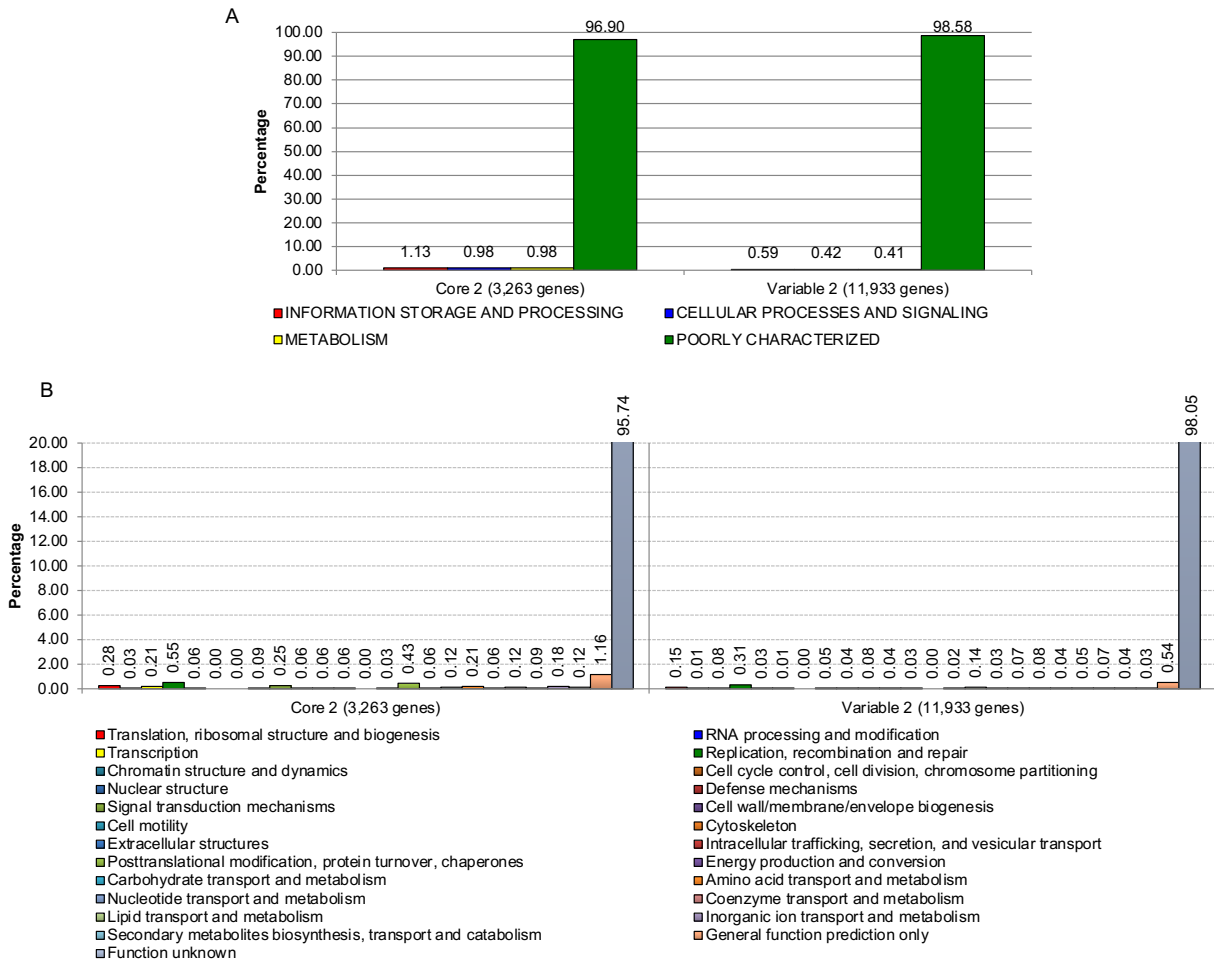 A
100.00
90.00
80.00
70.00
60.00
50.00
40.00
30.00
20.00
10.00
0.00
Percentage
1.13 0.98 0.98 96.90
0.59 0.42 0.41 98.58
Core 2 (3,263 genes) Variable 2 (11,933 genes)
INFORMATION STORAGE AND PROCESSING CELLULAR PROCESSES AND SIGNALING
METABOLISM POORLY CHARACTERIZED
B
20.00
18.00
16.00
14.00
12.00
10.00
8.00
6.00
4.00
2.00
0.00
Percentage
0.28 0.03 0.21 0.55 0.06 0.00 0.00 0.09 0.25 0.06 0.06 0.06 0.00 0.03 0.43 0.06 0.12 0.21 0.06 0.12 0.09 0.18 0.12 1.16 95.74
0.15 0.01 0.08 0.31 0.03 0.01 0.00 0.05 0.04 0.08 0.04 0.03 0.00 0.02 0.14 0.03 0.07 0.08 0.04 0.05 0.07 0.04 0.03 0.54 98.05
Core 2 (3,263 genes) Variable 2 (11,933 genes)
Translation, ribosomal structure and biogenesis RNA processing and modification
Transcription Replication, recombination and repair
Chromatin structure and dynamics Cell cycle control, cell division, chromosome partitioning
Nuclear structure Defense mechanisms
Signal transduction mechanisms Cell wall/membrane/envelope biogenesis
Cell motility Cytoskeleton
Extracellular structures Intracellular trafficking, secretion, and vesicular transport
Posttranslational modification, protein turnover, chaperones Energy production and conversion
Carbohydrate transport and metabolism Amino acid transport and metabolism
Nucleotide transport and metabolism Coenzyme transport and metabolism
Lipid transport and metabolism Inorganic ion transport and metabolism
Secondary metabolites biosynthesis, transport and catabolism General function prediction only
Function unknown